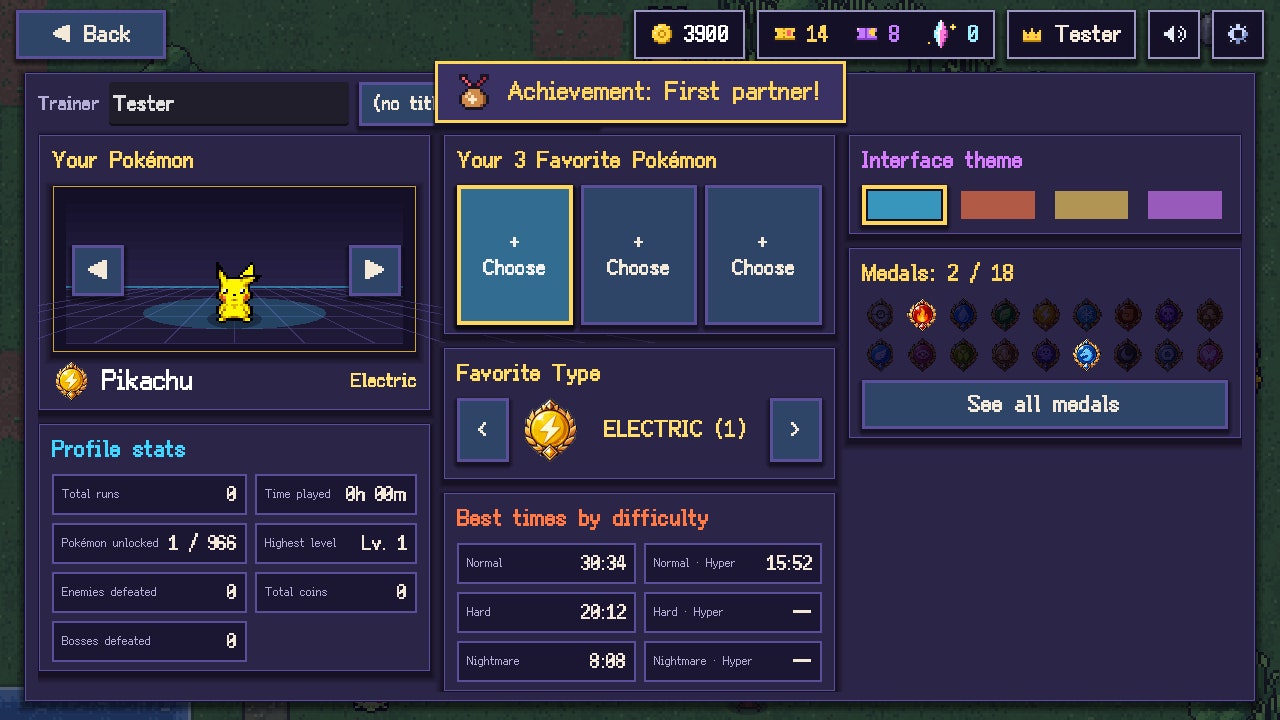 Back
3900
14
8
0
Tester
Achievement: First partner!
Trainer
Tester
(no tit
Your Pokémon
Pikachu
Electric
Profile stats
Total runs 0
Time played 0h 00m
Pokémon unlocked 1 / 966
Highest level Lv. 1
Enemies defeated 0
Total coins 0
Bosses defeated 0
Your 3 Favorite Pokémon
+ + +
Choose Choose Choose
Favorite Type
< ELECTRIC (1) >
Best times by difficulty
Normal 30:34
Normal · Hyper 15:52
Hard 20:12
Hard · Hyper —
Nightmare 8:08
Nightmare · Hyper —
Interface theme
Medals: 2 / 18
See all medals